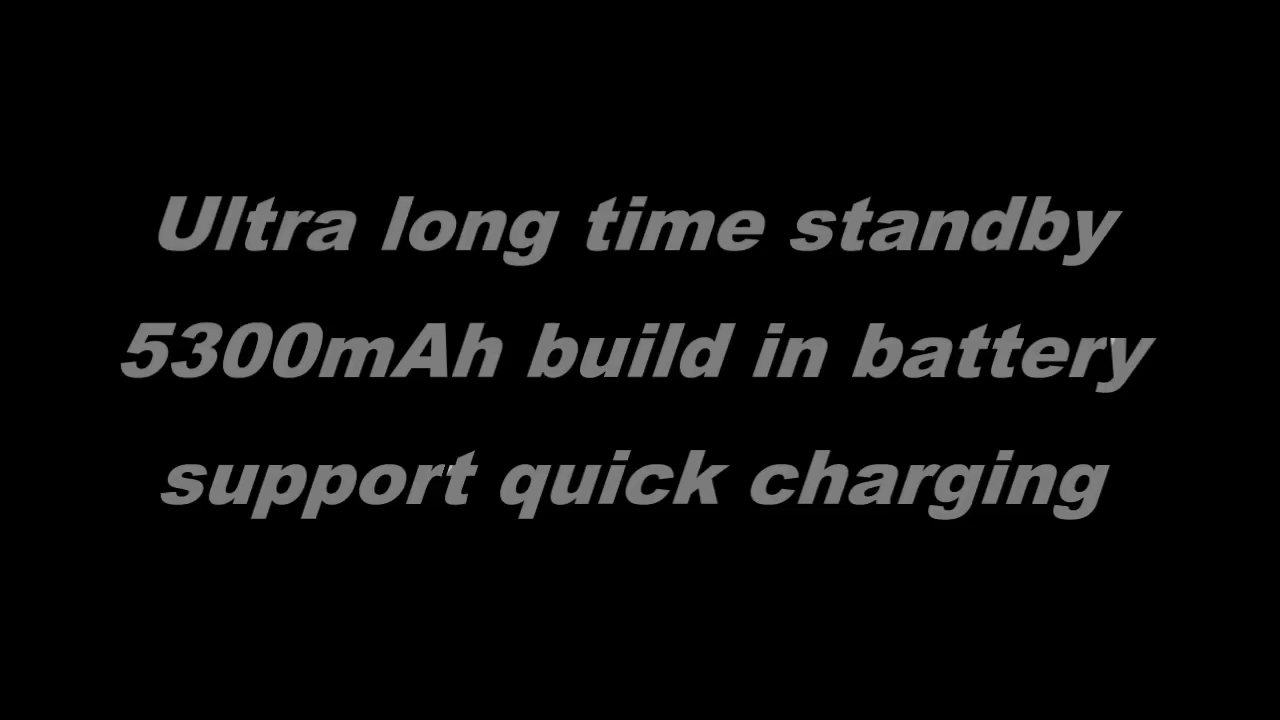 Ultra long time standby
5300mAh build in battery
support quick charging